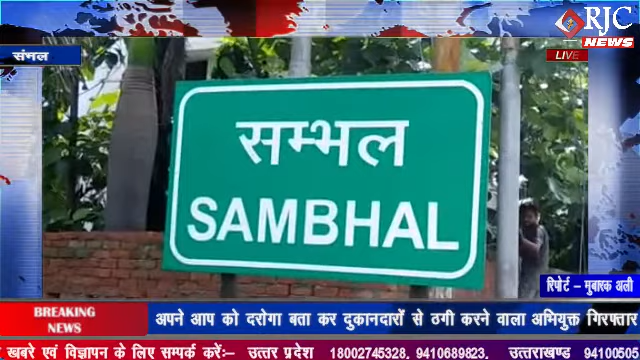 RJC
NEWS
संभल
LIVE
सम्भल
SAMBHAL
रिपोर्ट – मुबारक अली
BREAKING
NEWS
अपने आप को दरोगा बता कर दुकानदारों से ठगी करने वाला अभियुक्त गिरफ्तार
खबरे एवं विज्ञापन के लिए सम्पर्क करें:– उत्तर प्रदेश 18002745328, 9410689823, उत्तराखण्ड 94100505